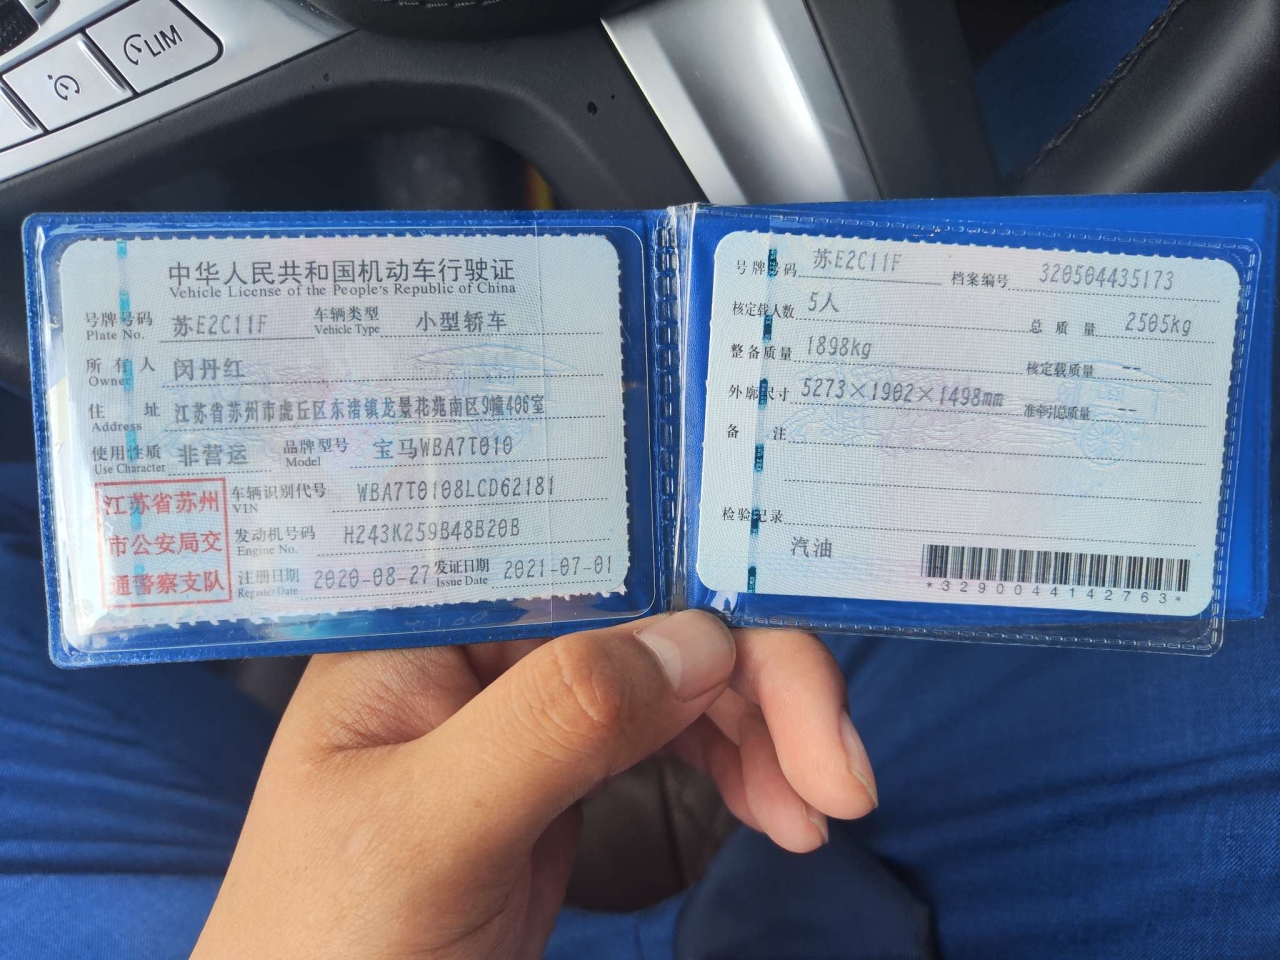 LIM
中华人民共和国机动车行驶证
Vehicle License of the People's Republic of China
号牌号码 苏E2C11F 车辆类型 小型轿车
Plate No. Vehicle Type
所有人 闵丹红
Owner
住址 江苏省苏州市虎丘区东渚镇龙景花苑南区9幢406室
Address
使用性质 非营运 品牌型号 宝马WBA7T010
Use Character Model
江苏省苏州
市公安局交
通警察支队
车辆识别代号 WBA7T0108LCD62181
VIN
发动机号码 H243K259B48B20B
Engine No.
注册日期 2020-08-27 发证日期 2021-07-01
Register Date Issue Date
号牌号码 苏E2C11F 档案编号 320504435173
核定载人数 5人 总质量 2505kg
整备质量 1898kg 核定载质量 --
外廓尺寸 5273×1902×1498mm 准牵引总质量 --
备注
检验记录
汽油
*3290044142763*